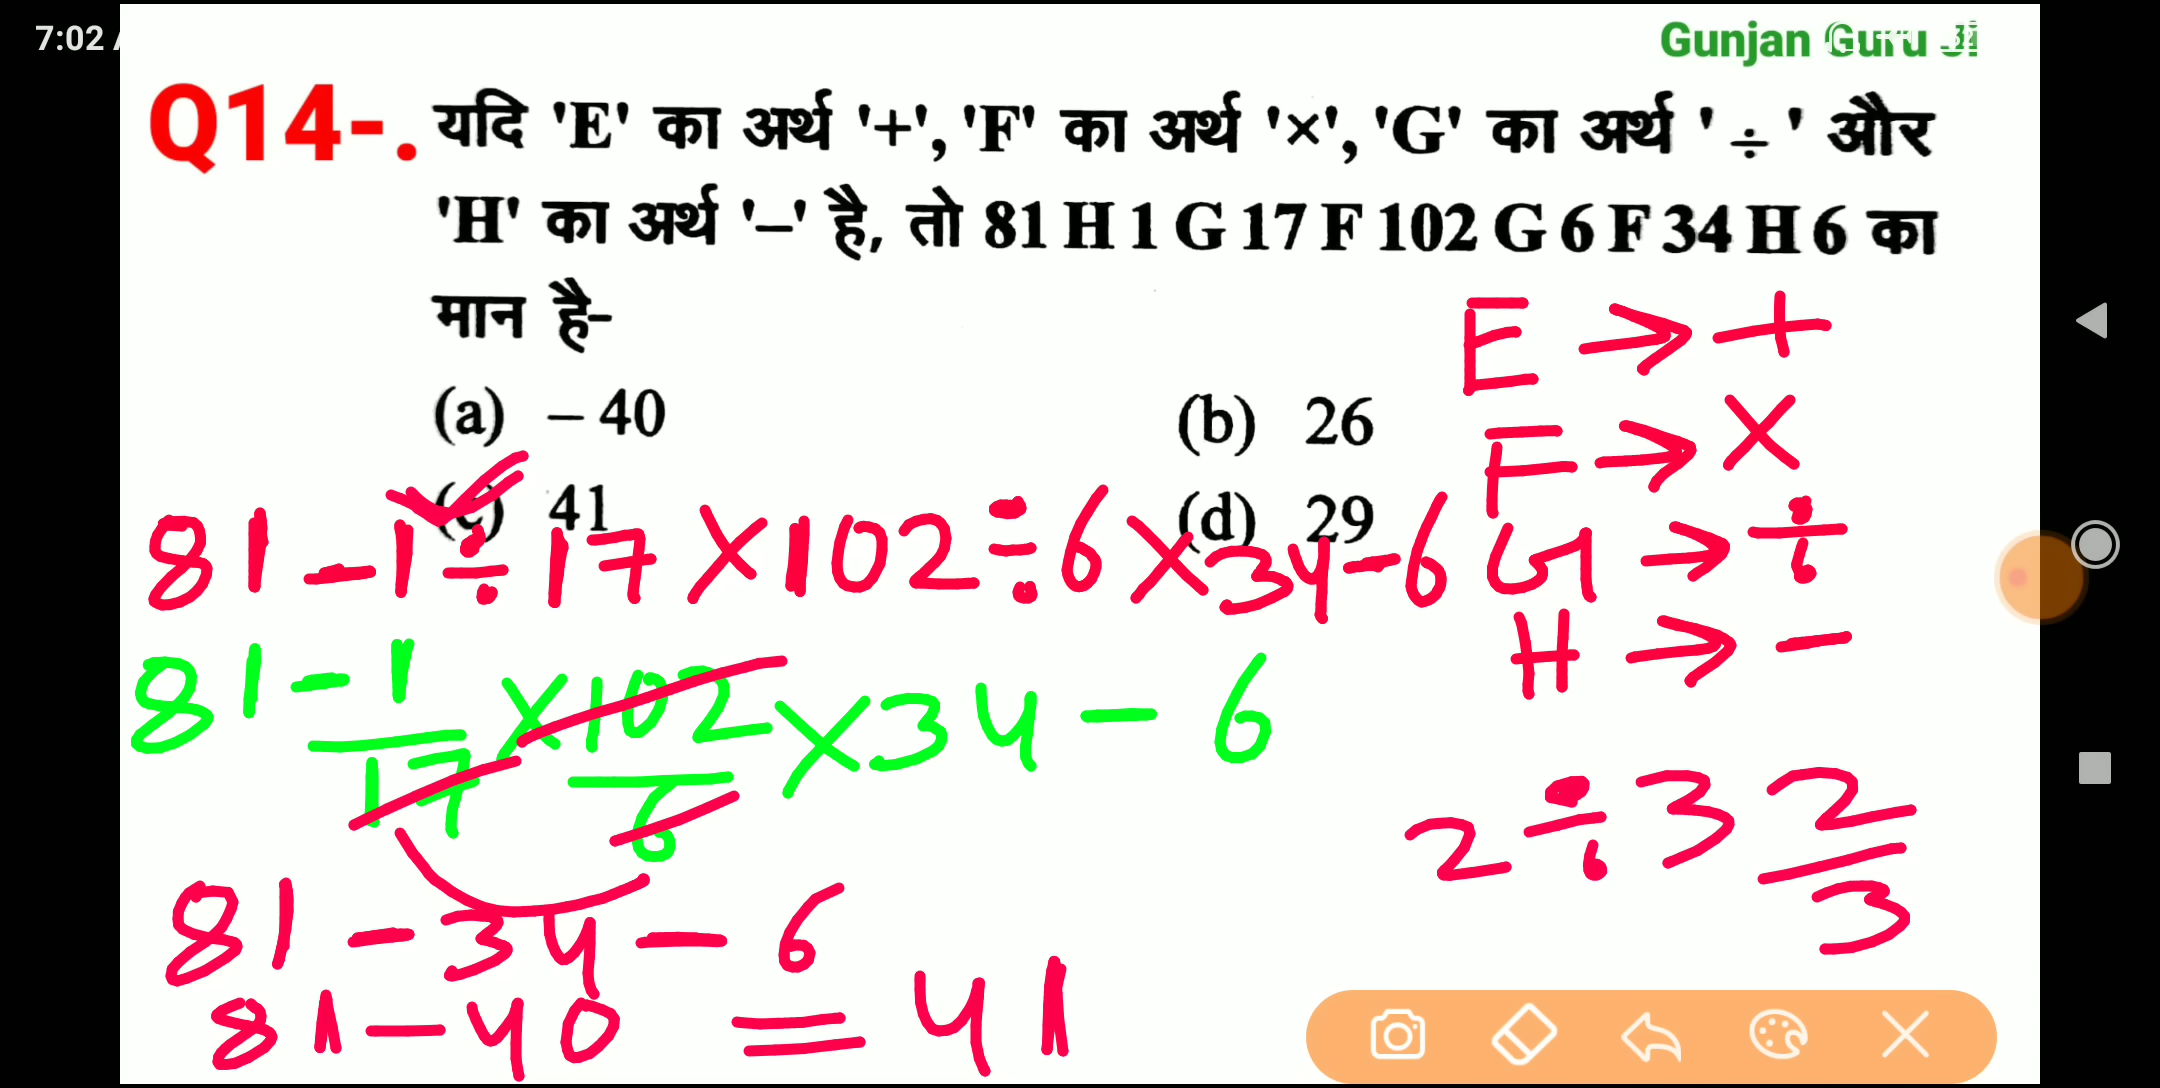 7:02
Gunjan Guru Ji
Q14-. यदि 'E' का अर्थ '+', 'F' का अर्थ '×', 'G' का अर्थ '÷' और
'H' का अर्थ '–' है, तो 81 H 1 G 17 F 102 G 6 F 34 H 6 का
मान है-
(a) – 40
(b) 26
(c) 41
(d) 29
E → +
F → ×
G → ÷
H → –
81 – 1 ÷ 17 × 102 ÷ 6 × 34 – 6
81 – 1/17 × 102/6 × 34 – 6
2 ÷ 3 2/3
81 – 34 – 6
81 – 40 = 41